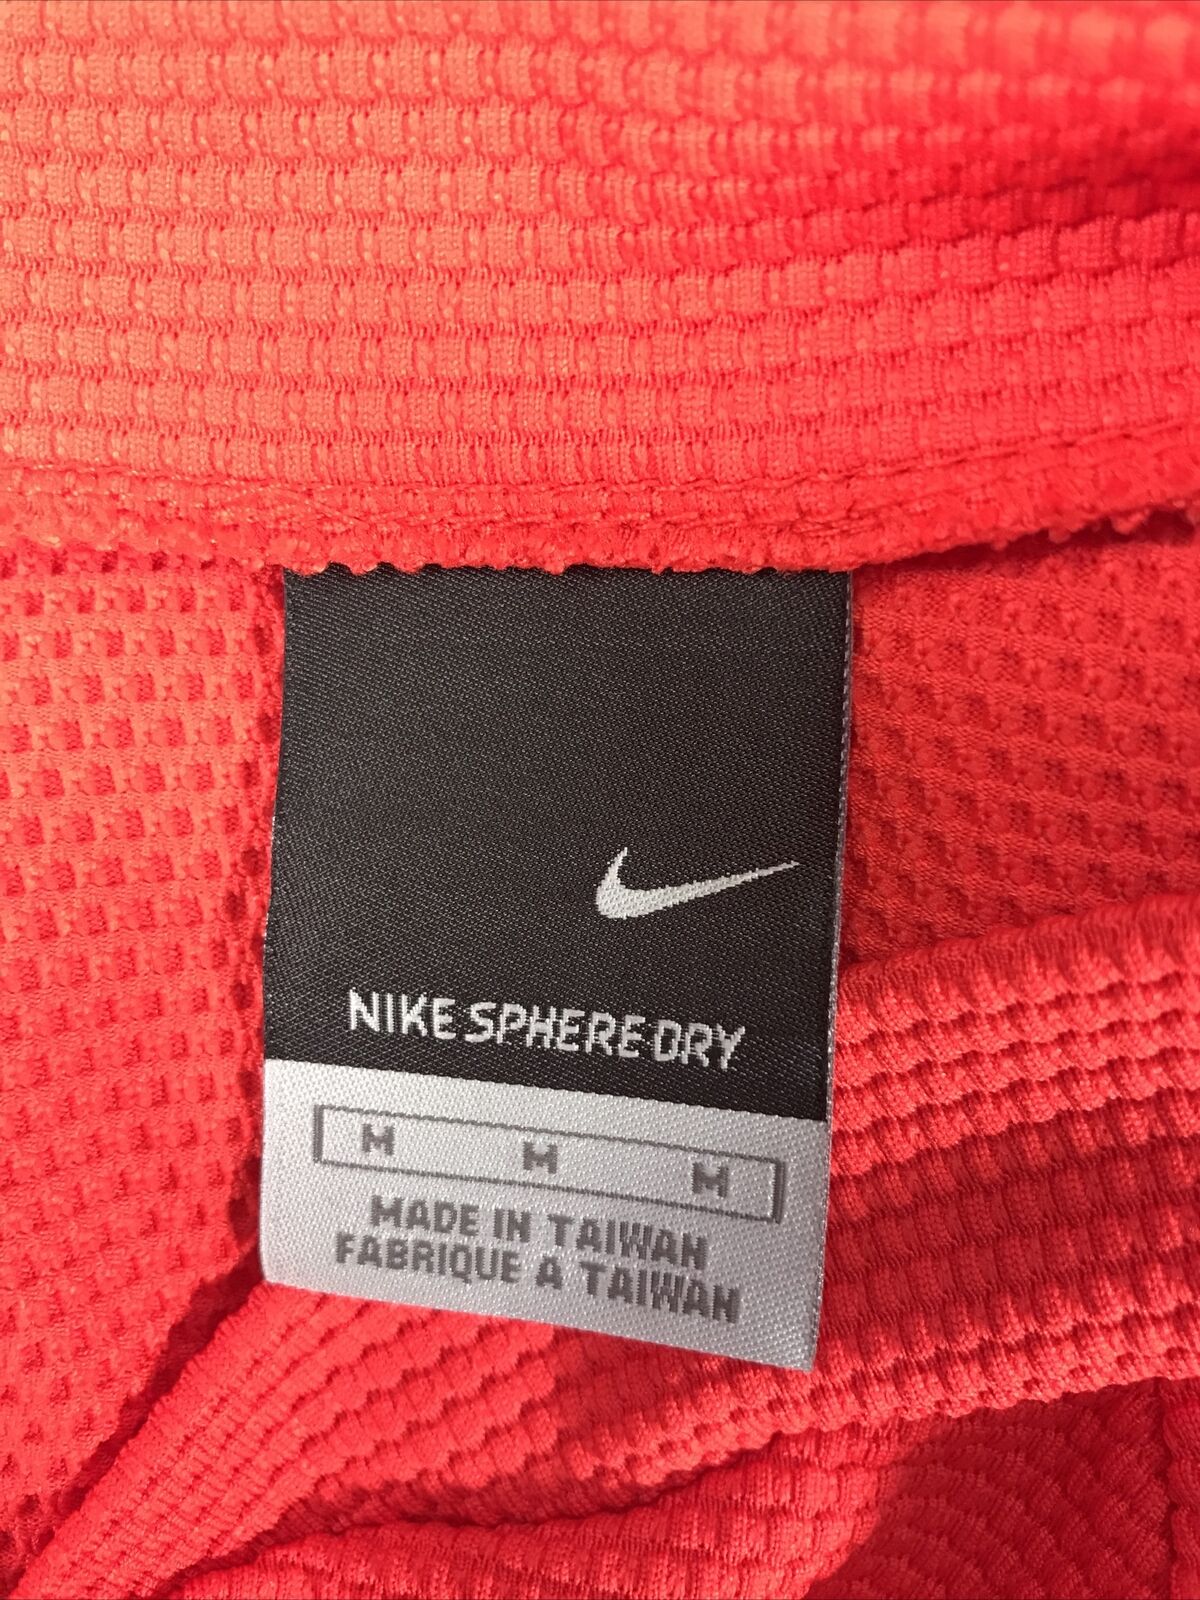 NIKE SPHERE DRY
M M M
MADE IN TAIWAN
FABRIQUE A TAIWAN